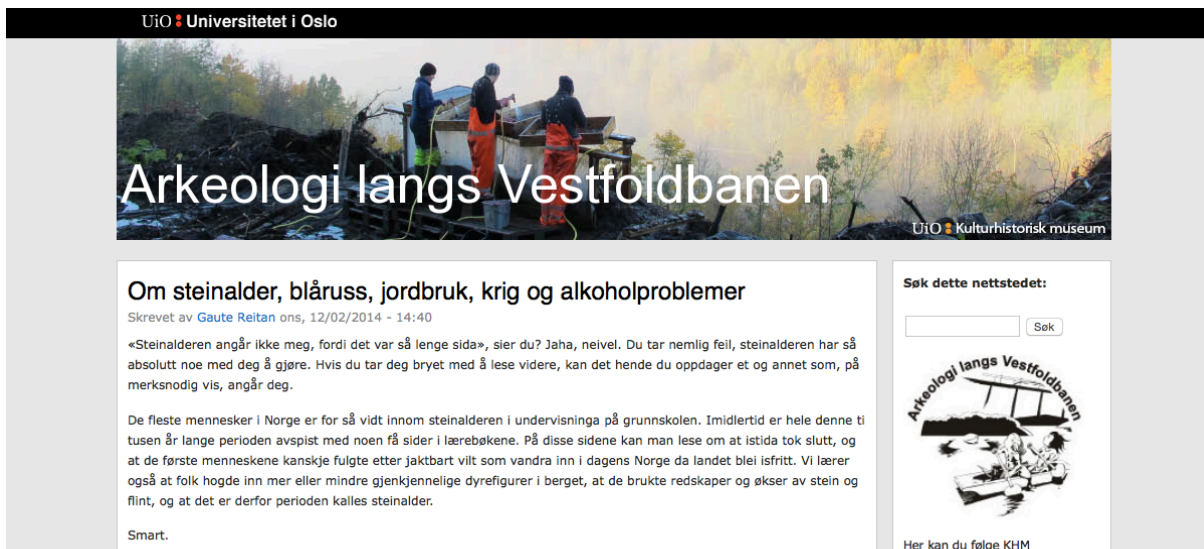 UiO Universitetet i Oslo
Arkeologi langs Vestfoldbanen
UiO Kulturhistorisk museum
Om steinalder, blåruss, jordbruk, krig og alkoholproblemer
Skrevet av Gaute Reitan ons, 12/02/2014 - 14:40
«Steinalderen angår ikke meg, fordi det var så lenge sida», sier du? Jaha, neivel. Du tar nemlig feil, steinalderen har så
absolutt noe med deg å gjøre. Hvis du tar deg bryet med å lese videre, kan det hende du oppdager et og annet som, på
merksnodig vis, angår deg.
De fleste mennesker i Norge er for så vidt innom steinalderen i undervisninga på grunnskolen. Imidlertid er hele denne ti
tusen år lange perioden avspist med noen få sider i lærebøkene. På disse sidene kan man lese om at istida tok slutt, og
at de første menneskene kanskje fulgte etter jaktbart vilt som vandra inn i dagens Norge da landet blei isfritt. Vi lærer
også at folk hogde inn mer eller mindre gjenkjennelige dyrefigurer i berget, at de brukte redskaper og økser av stein og
flint, og at det er derfor perioden kalles steinalder.
Smart.
Søk dette nettstedet:
Søk
Arkeologi langs Vestfoldbanen
Her kan du følge KHM